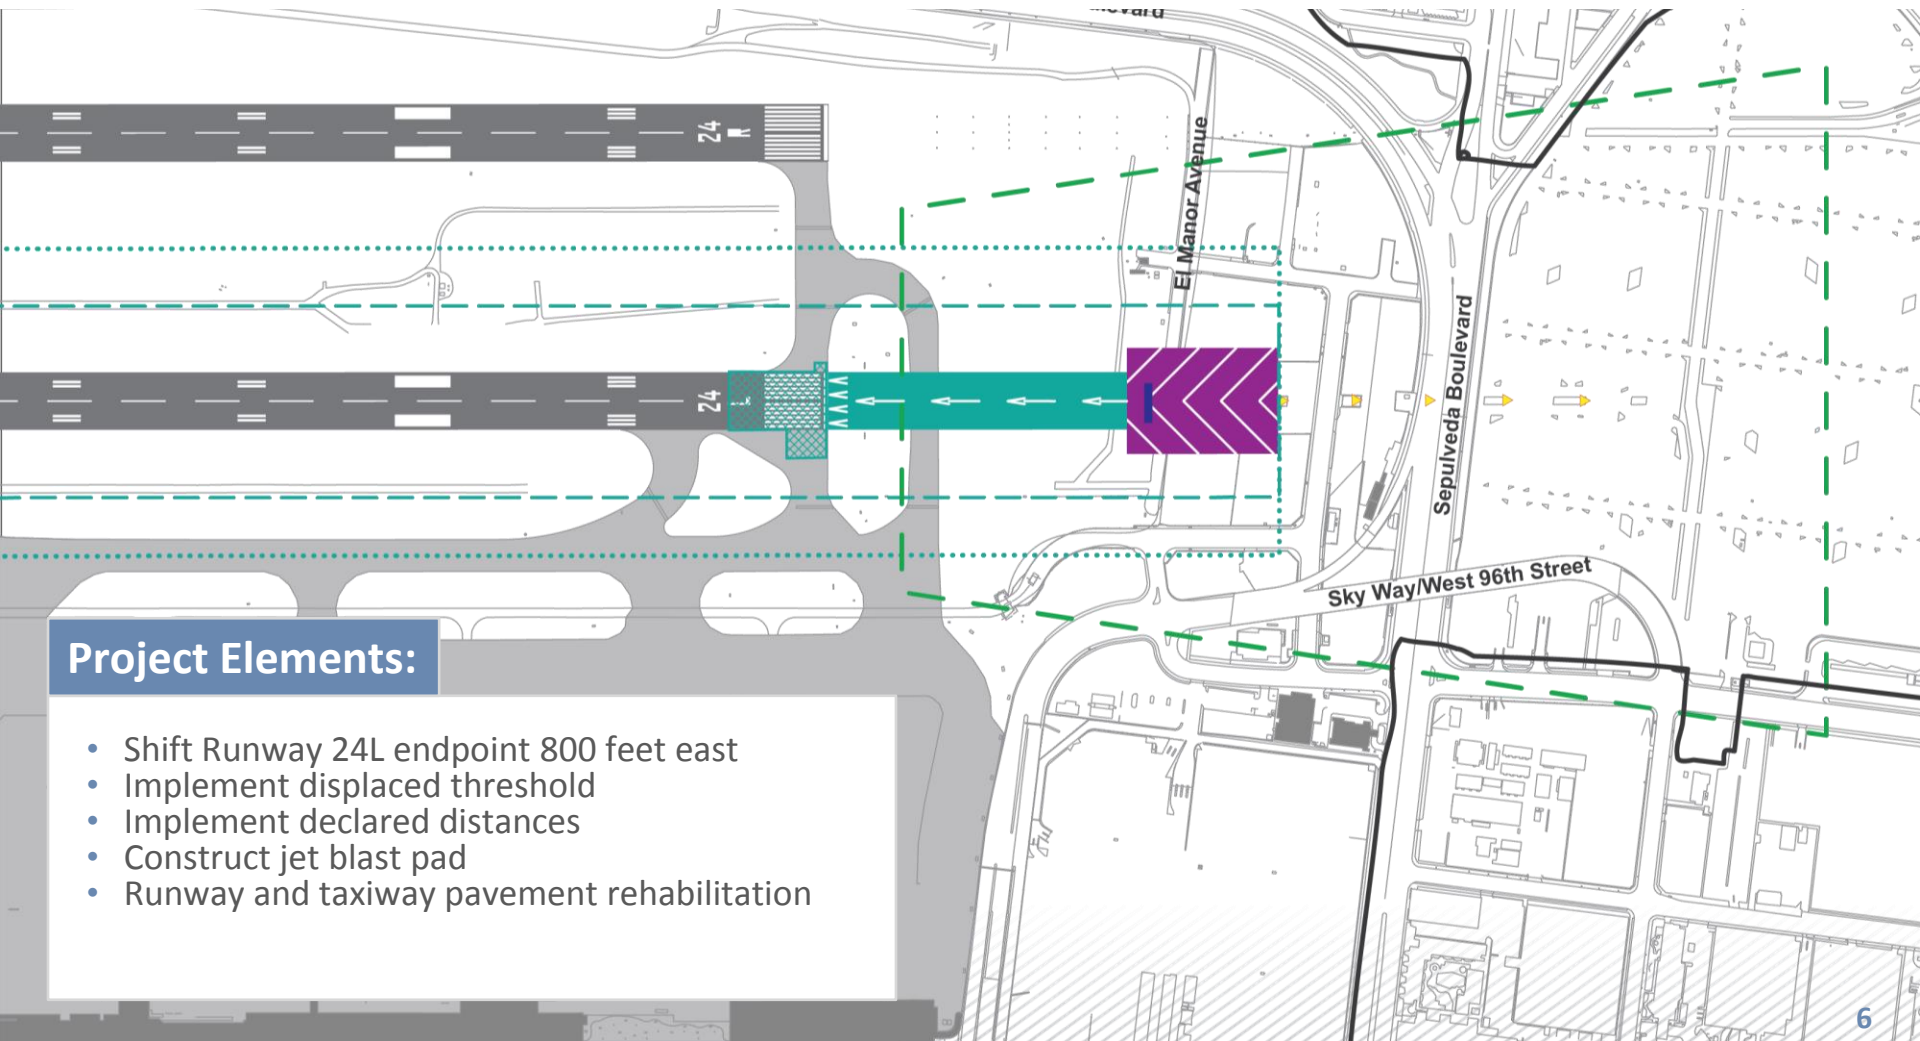 24
El Manor Avenue
24
Sepulveda Boulevard
Sky Way/West 96th Street
Project Elements:
• Shift Runway 24L endpoint 800 feet east
• Implement displaced threshold
• Implement declared distances
• Construct jet blast pad
• Runway and taxiway pavement rehabilitation
6